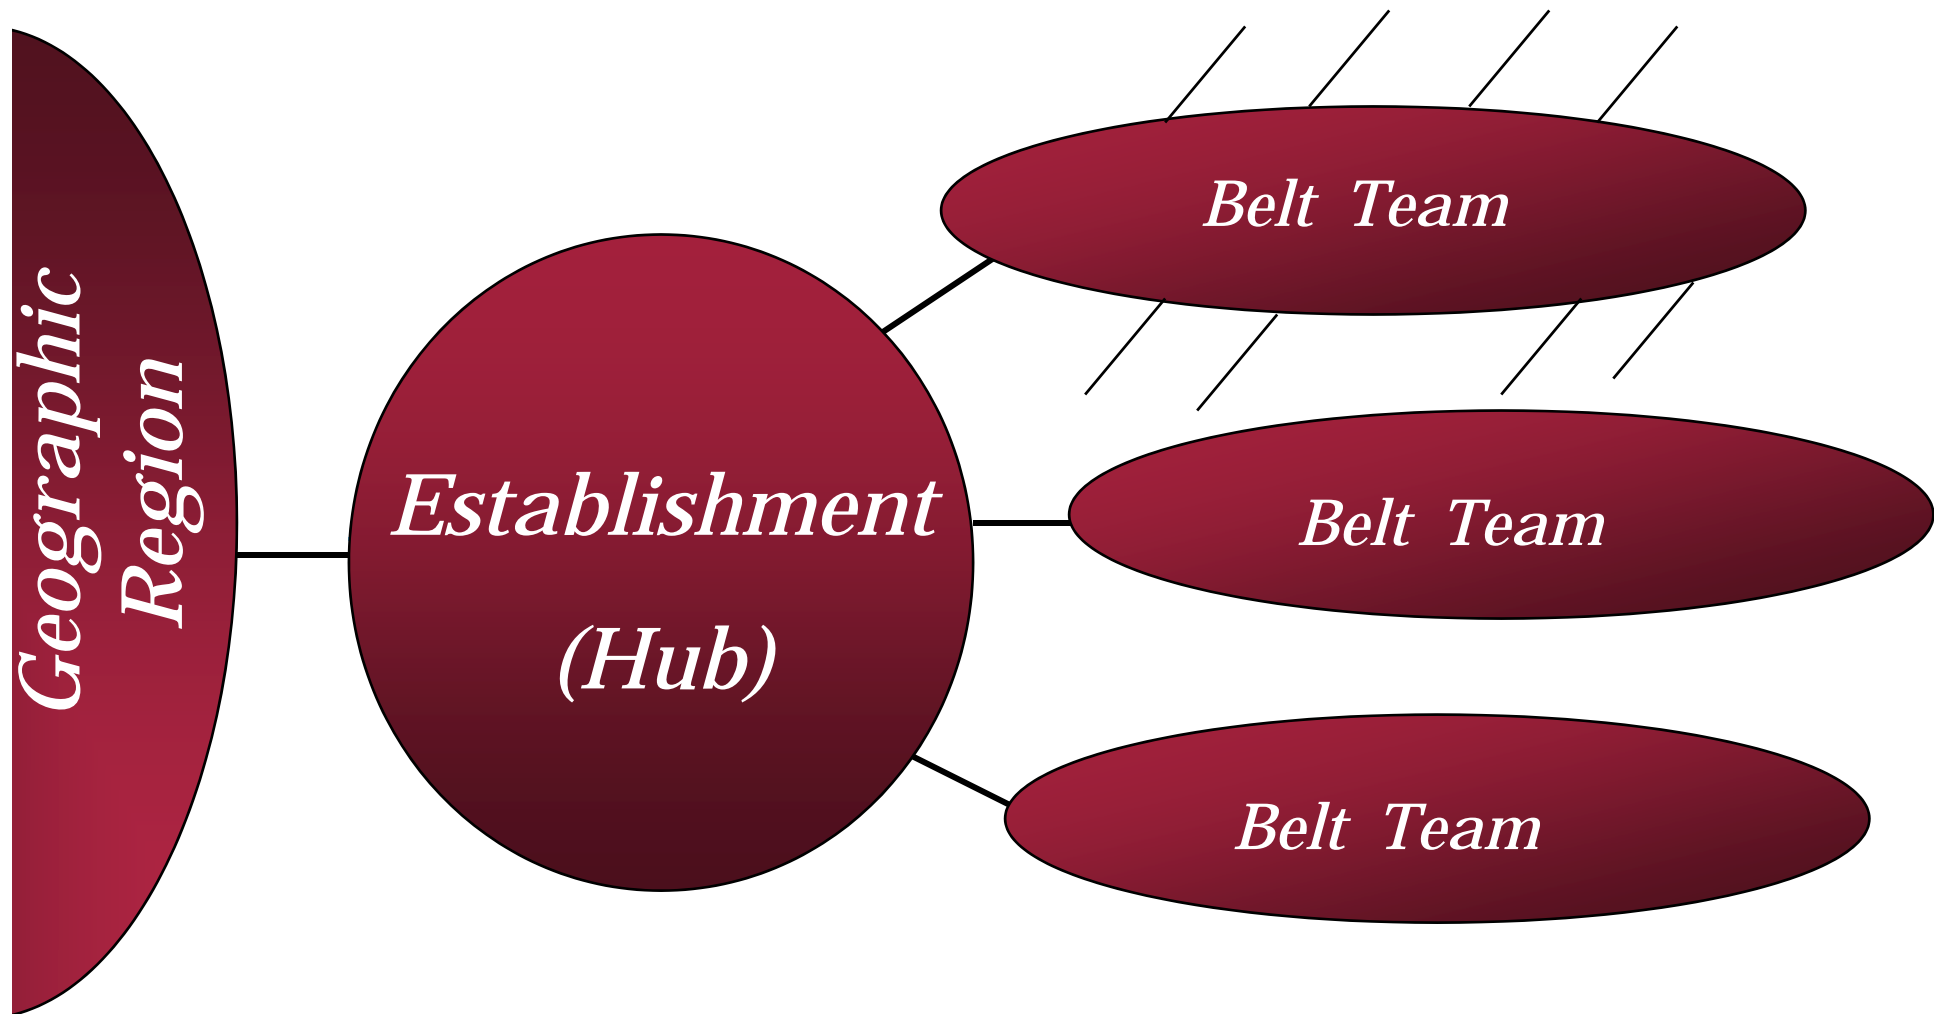 Geographic
Region
Establishment
(Hub)
Belt Team
Belt Team
Belt Team